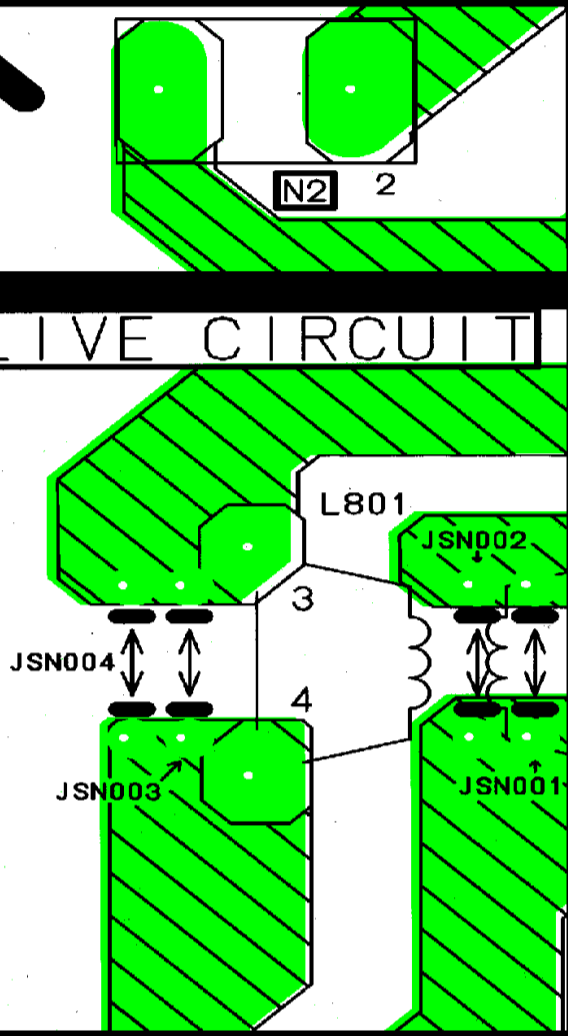 N2 2
LIVE CIRCUIT
L801
JSN002
3
JSN004
4
JSN003
JSN001